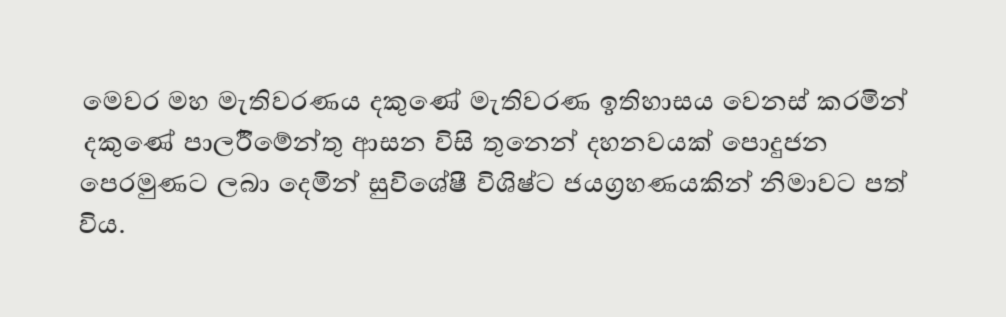 මෙවර මහ මැතිවරණය දකුණේ මැතිවරණ ඉතිහාසය වෙනස් කරමින්
දකුණේ පාර්ලිමේන්තු ආසන විසි තුනෙන් දහනවයක් පොදුජන
පෙරමුණට ලබා දෙමින් සුවිශේෂී විශිෂ්ට ජයග්‍රහණයකින් නිමාවට පත්
විය.